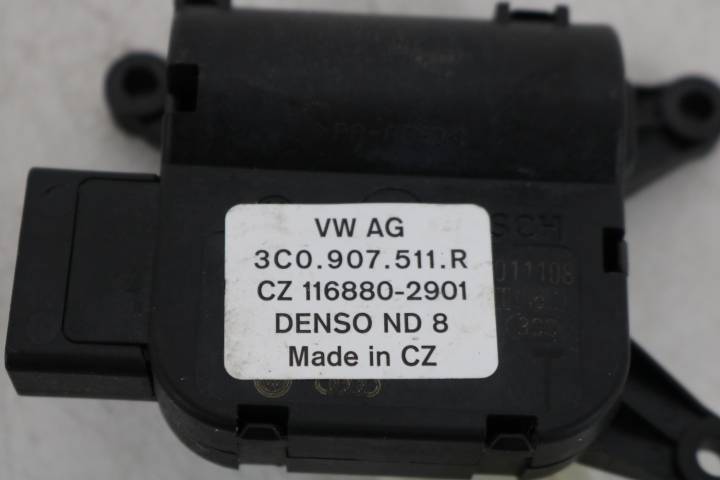 VW AG
3C0.907.511.R
CZ 116880-2901
DENSO ND 8
Made in CZ